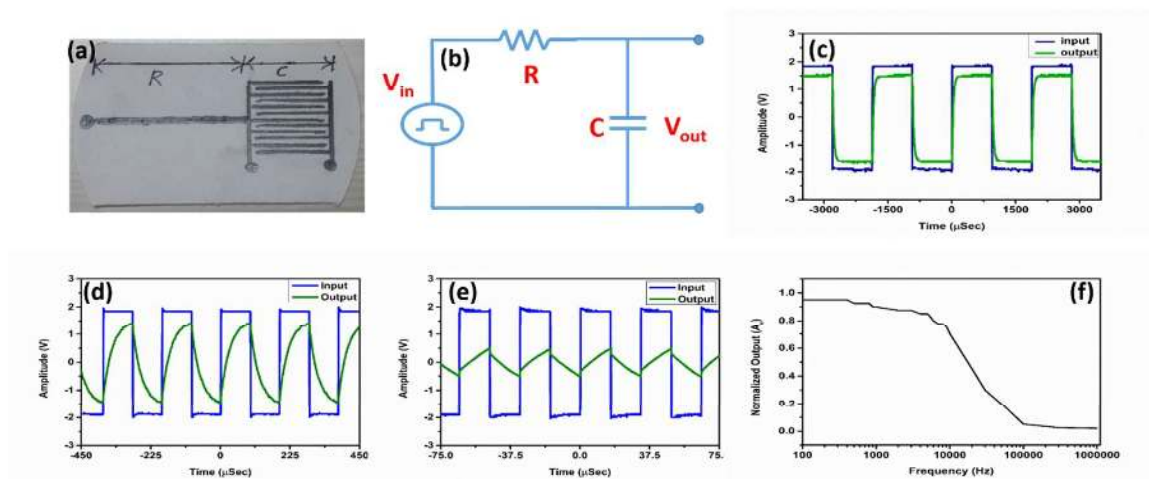 (a)
R
C
(b)
V_in
R
C
V_out
(c)
input
output
Amplitude (V)
3
2
1
0
-1
-2
-3
-3000 -1500 0 1500 3000
Time (μSec)
(d)
Input
Output
Amplitude (V)
3
2
1
0
-1
-2
-3
-450 -225 0 225 450
Time (μSec)
(e)
Input
Output
Amplitude (V)
3
2
1
0
-1
-2
-3
-75.0 -37.5 0.0 37.5 75.
Time (μSec)
(f)
Normalized Output (A_v)
1.0
0.8
0.6
0.4
0.2
0.0
100 1000 10000 100000 1000000
Frequency (Hz)